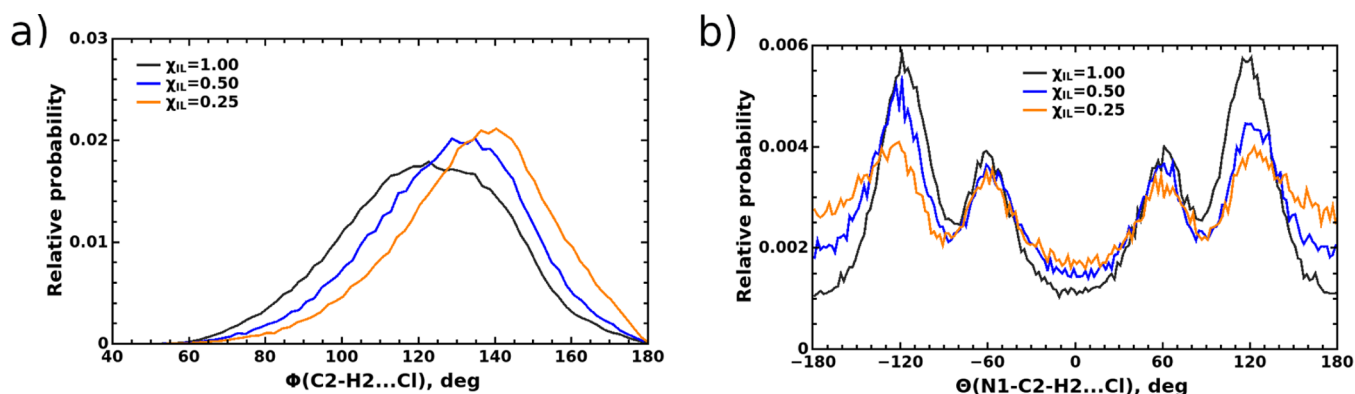 a)
0.03
0.02
0.01
0
Relative probability
χIL=1.00
χIL=0.50
χIL=0.25
40 60 80 100 120 140 160 180
Φ(C2-H2...Cl), deg
b)
0.006
0.004
0.002
0
Relative probability
χIL=1.00
χIL=0.50
χIL=0.25
−180 −120 −60 0 60 120 180
Θ(N1-C2-H2...Cl), deg